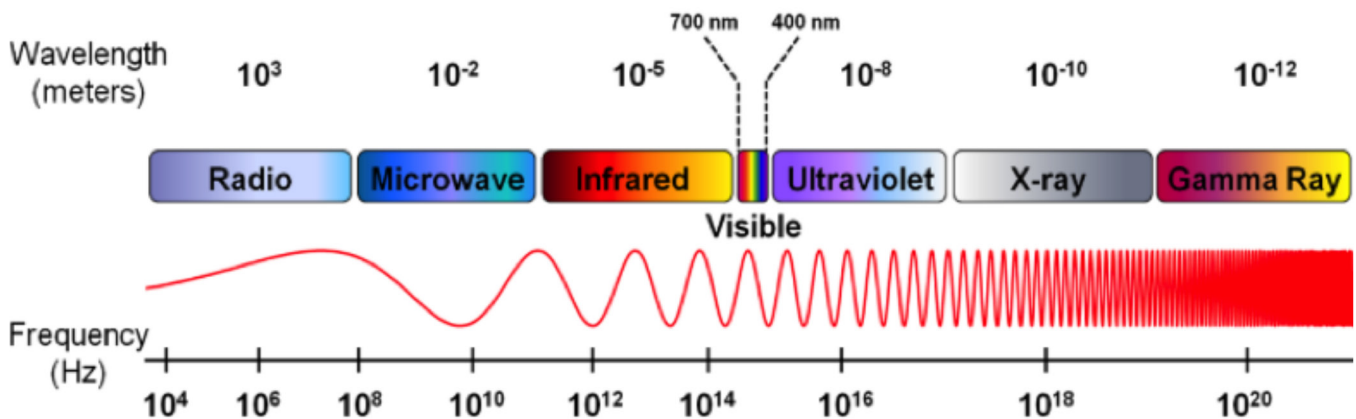 700 nm 400 nm
Wavelength
(meters)
10³ 10⁻² 10⁻⁵ 10⁻⁸ 10⁻¹⁰ 10⁻¹²
Radio Microwave Infrared Ultraviolet X-ray Gamma Ray
Visible
Frequency
(Hz)
10⁴ 10⁶ 10⁸ 10¹⁰ 10¹² 10¹⁴ 10¹⁶ 10¹⁸ 10²⁰